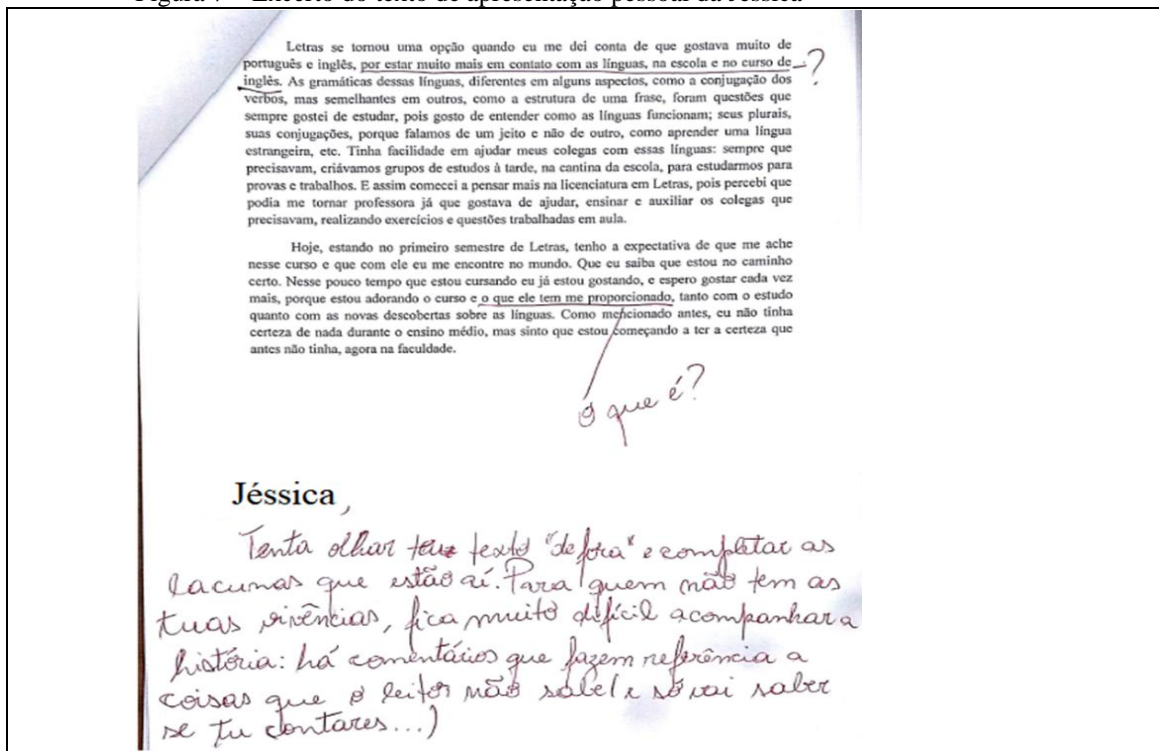 Letras se tornou uma opção quando eu me dei conta de que gostava muito de
português e inglês, por estar muito mais em contato com as línguas, na escola e no curso de —?
inglês. As gramáticas dessas línguas, diferentes em alguns aspectos, como a conjugação dos
verbos, mas semelhantes em outros, como a estrutura de uma frase, foram questões que
sempre gostei de estudar, pois gosto de entender como as línguas funcionam; seus plurais,
suas conjugações, porque falamos de um jeito e não de outro, como aprender uma língua
estrangeira, etc. Tinha facilidade em ajudar meus colegas com essas línguas: sempre que
precisavam, criávamos grupos de estudos à tarde, na cantina da escola, para estudarmos para
provas e trabalhos. E assim comecei a pensar mais na licenciatura em Letras, pois percebi que
podia me tornar professora já que gostava de ajudar, ensinar e auxiliar os colegas que
precisavam, realizando exercícios e questões trabalhadas em aula.
Hoje, estando no primeiro semestre de Letras, tenho a expectativa de que me ache
nesse curso e que com ele eu me encontre no mundo. Que eu saiba que estou no caminho
certo. Nesse pouco tempo que estou cursando eu já estou gostando, e espero gostar cada vez
mais, porque estou adorando o curso e o que ele tem me proporcionado, tanto com o estudo
quanto com as novas descobertas sobre as línguas. Como mencionado antes, eu não tinha
certeza de nada durante o ensino médio, mas sinto que estou começando a ter a certeza que
antes não tinha, agora na faculdade.
O que é?
Jéssica,
Tenta olhar teu texto "de fora" e completar as
lacunas que estão aí. Para quem não tem as
tuas vivências, fica muito difícil acompanhar a
história: há comentários que fazem referência a
coisas que o leitor não sabe (e só vai saber
se tu contares...)